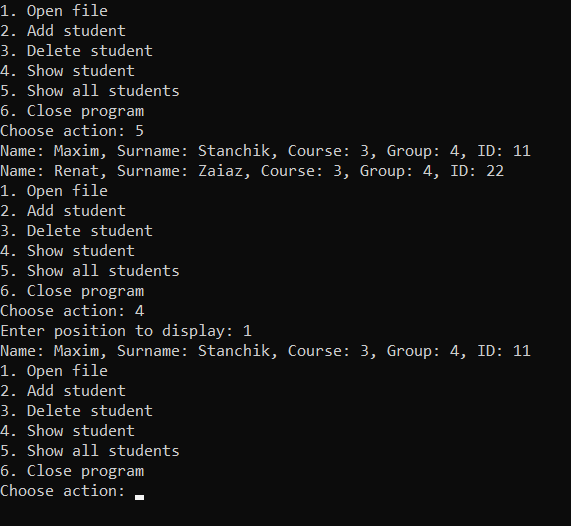 1. Open file
2. Add student
3. Delete student
4. Show student
5. Show all students
6. Close program
Choose action: 5
Name: Maxim, Surname: Stanchik, Course: 3, Group: 4, ID: 11
Name: Renat, Surname: Zaiaz, Course: 3, Group: 4, ID: 22
1. Open file
2. Add student
3. Delete student
4. Show student
5. Show all students
6. Close program
Choose action: 4
Enter position to display: 1
Name: Maxim, Surname: Stanchik, Course: 3, Group: 4, ID: 11
1. Open file
2. Add student
3. Delete student
4. Show student
5. Show all students
6. Close program
Choose action: